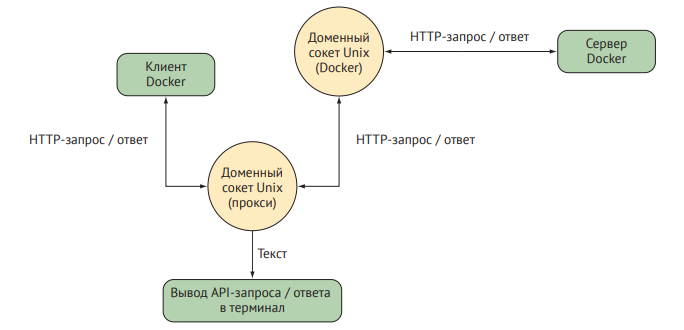 Доменный
сокет Unix
(Docker)
HTTP-запрос / ответ
Сервер
Docker
Клиент
Docker
HTTP-запрос / ответ
HTTP-запрос / ответ
Доменный
сокет Unix
(прокси)
Текст
Вывод API-запроса / ответа
в терминал